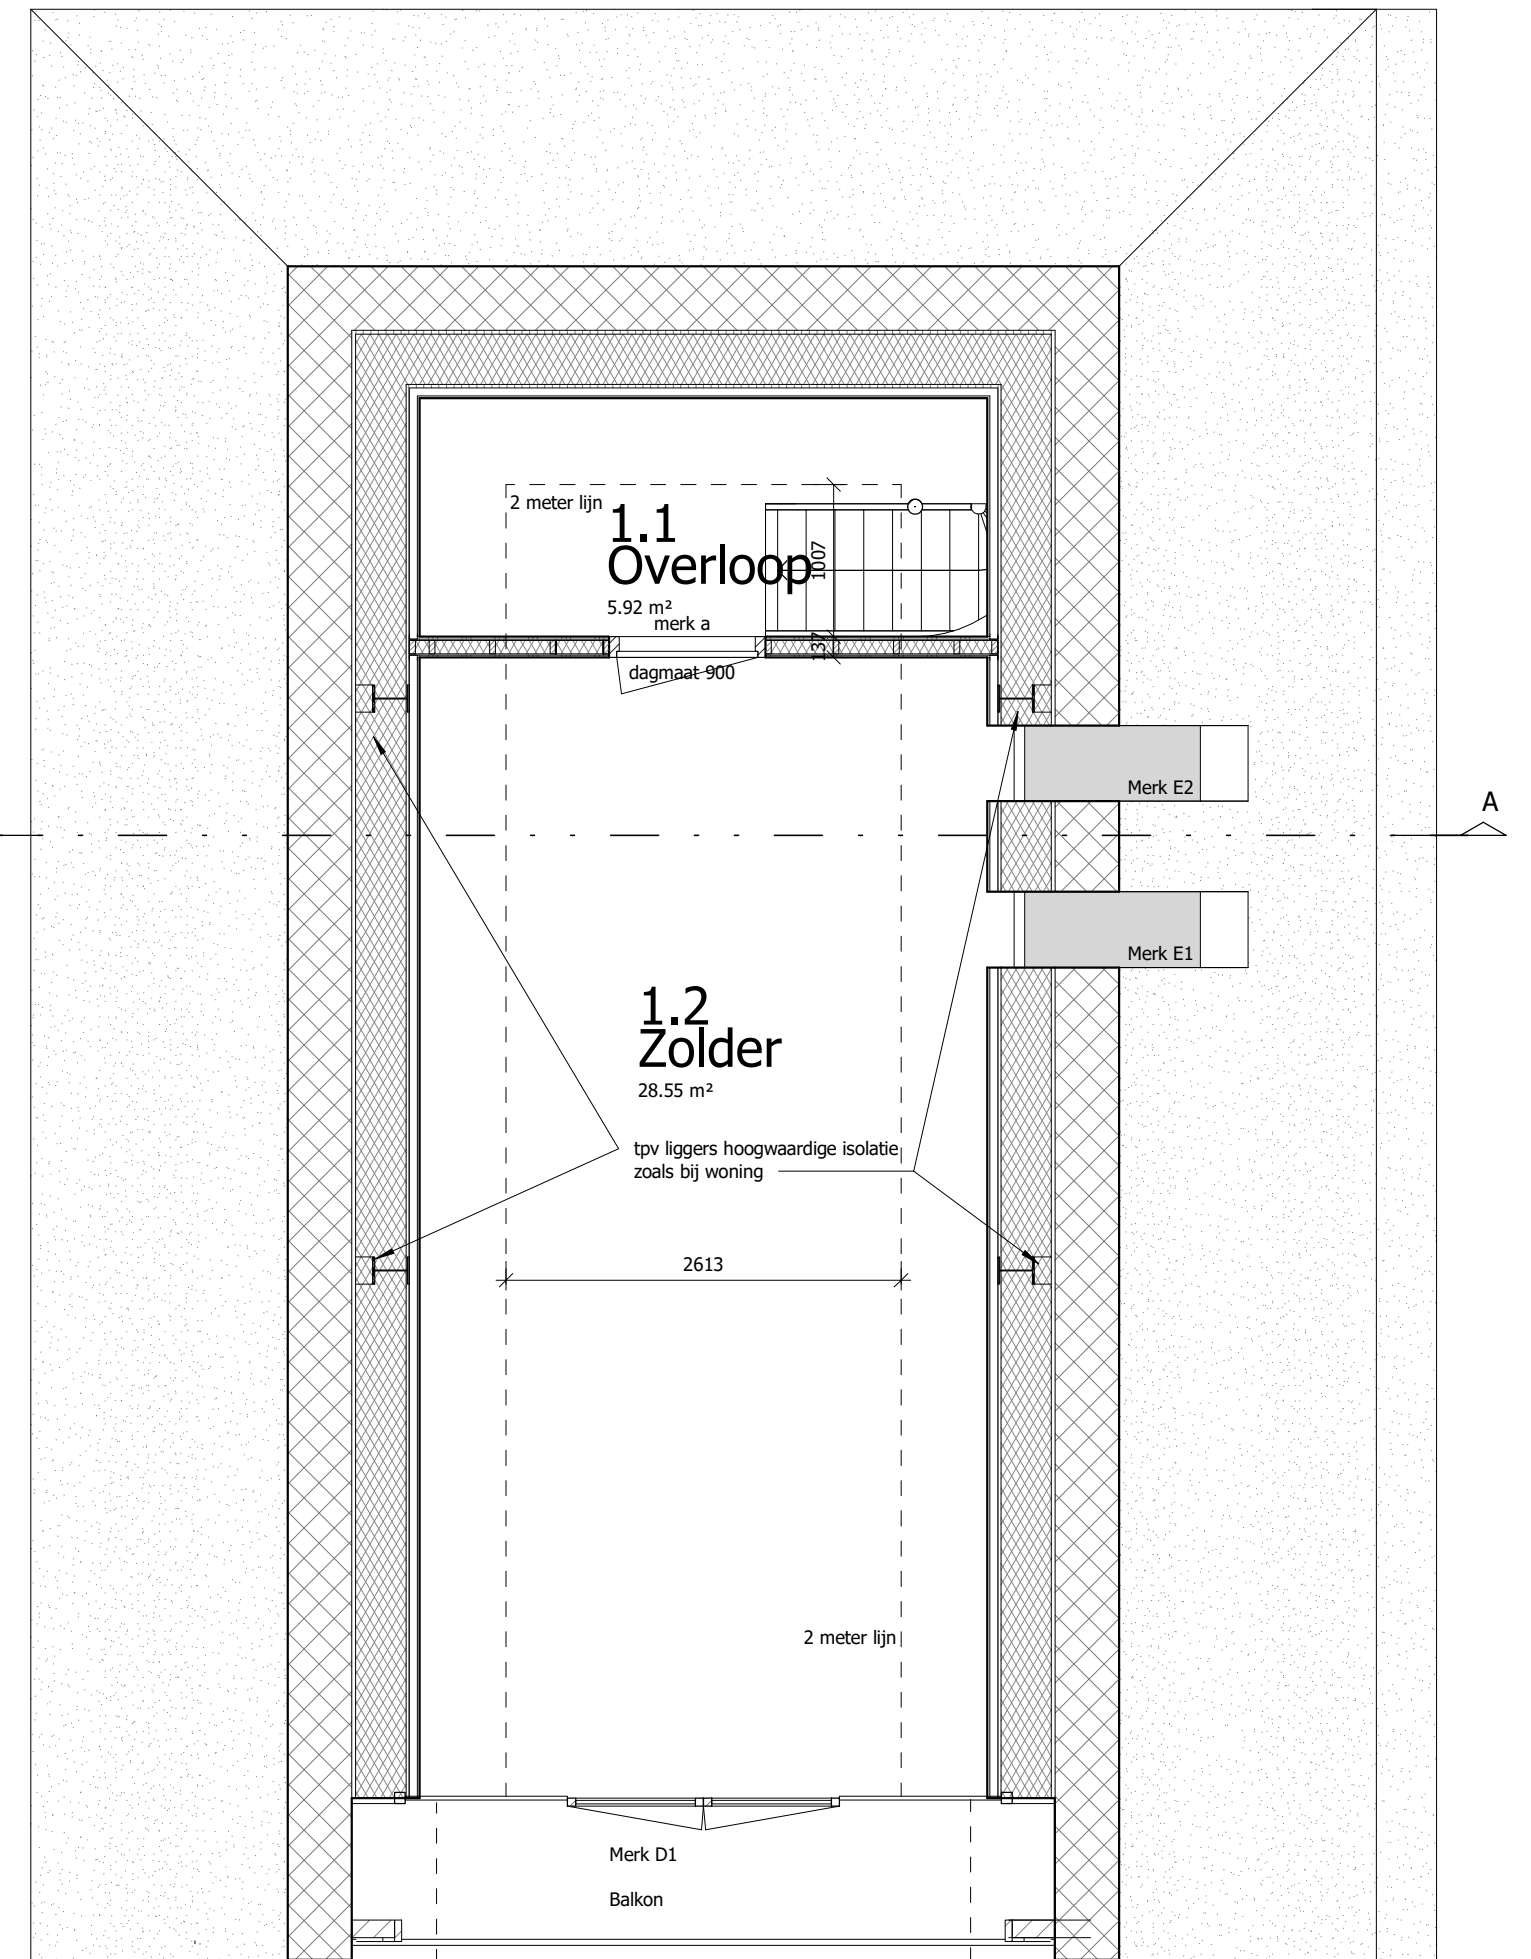 2 meter lijn
1.1
Overloop
5.92 m²
merk a
1007
137
dagmaat 900
Merk E2
A
Merk E1
1.2
Zolder
28.55 m²
tpv liggers hoogwaardige isolatie
zoals bij woning
2613
2 meter lijn
Merk D1
Balkon